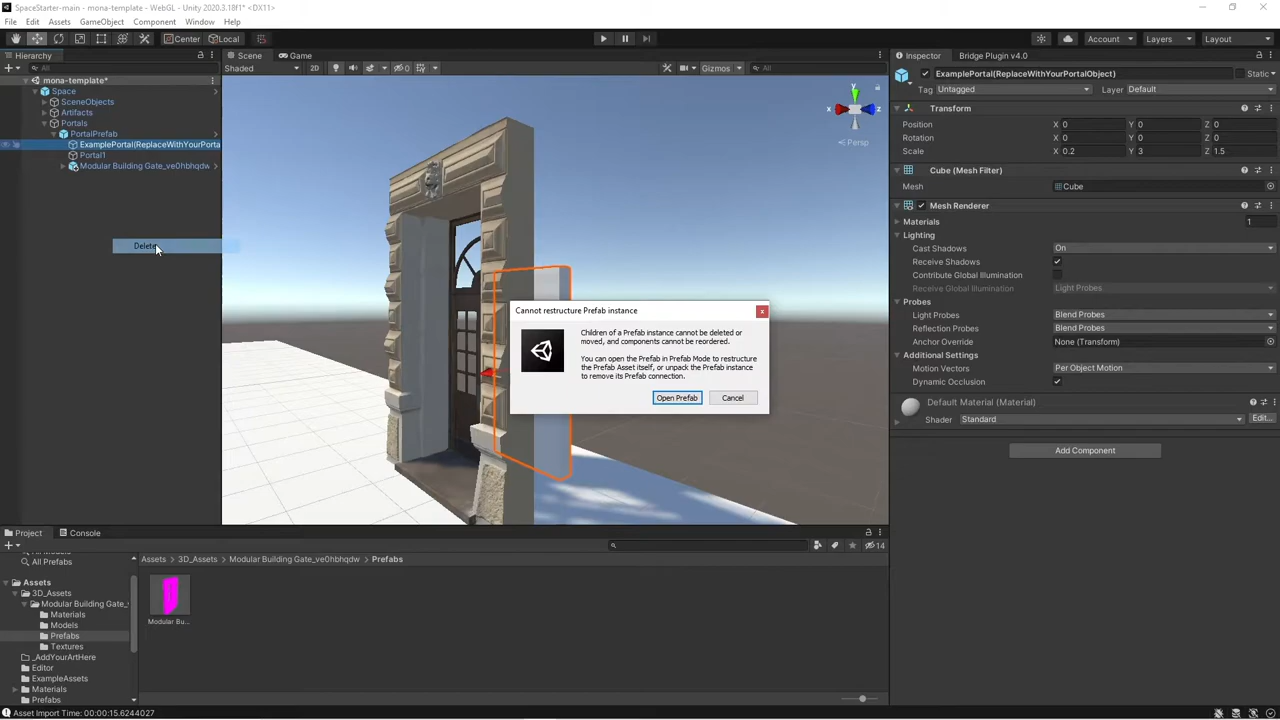 SpaceStarter-main - mona-template - WebGL - Unity 2020.3.18f1* <DX11>
File Edit Assets GameObject Component Window Help
Center Local Account Layers Layout
Hierarchy
All
Scene Game
Inspector Bridge Plugin v4.0
Shaded 2D 0 Gizmos All
mona-template*
Space
SceneObjects
Artifacts
Portals
PortalPrefab
ExamplePortal(ReplaceWithYourPorta
Portal1
Modular Building Gate_ve0hbhqdw
Delete
x z y
Persp
Cannot restructure Prefab instance
Children of a Prefab instance cannot be deleted or
moved, and components cannot be reordered.
You can open the Prefab in Prefab Mode to restructure
the Prefab Asset itself, or unpack the Prefab instance
to remove its Prefab connection.
Open Prefab Cancel
ExamplePortal(ReplaceWithYourPortalObject) Static
Tag Untagged Layer Default
Transform
Position X 0 Y 0 Z 0
Rotation X 0 Y 0 Z 0
Scale X 0.2 Y 3 Z 1.5
Cube (Mesh Filter)
Mesh Cube
Mesh Renderer
Materials 1
Lighting
Cast Shadows On
Receive Shadows
Contribute Global Illumination
Receive Global Illumination Light Probes
Probes
Light Probes Blend Probes
Reflection Probes Blend Probes
Anchor Override None (Transform)
Additional Settings
Motion Vectors Per Object Motion
Dynamic Occlusion
Default Material (Material)
Shader Standard Edit...
Add Component
Project Console
14
All Prefabs
Assets
3D_Assets
Modular Building Gate_
Materials
Models
Prefabs
Textures
_AddYourArtHere
Editor
ExampleAssets
Materials
Prefabs
Assets > 3D_Assets > Modular Building Gate_ve0hbhqdw > Prefabs
Modular Bu...
Asset Import Time: 00:00:15.6244027